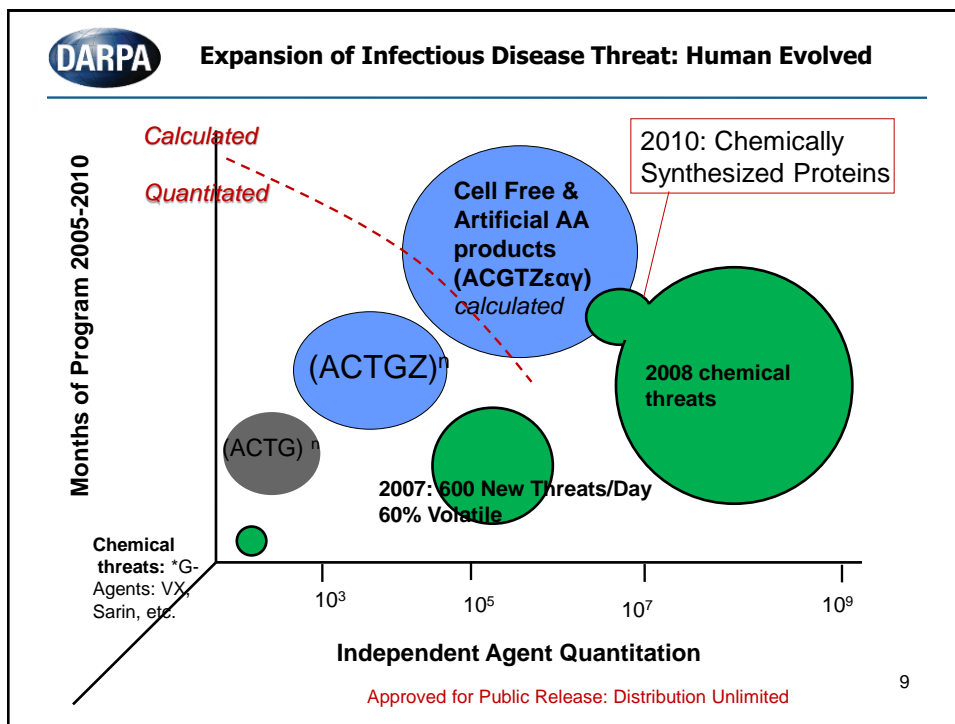 DARPA
Expansion of Infectious Disease Threat: Human Evolved
Calculated
Quantitated
Months of Program 2005-2010
2010: Chemically
Synthesized Proteins
Cell Free &
Artificial AA
products
(ACGTZεαγ)
calculated
(ACTGZ)ⁿ
2008 chemical
threats
(ACTG) ⁿ
2007: 600 New Threats/Day
60% Volatile
Chemical
threats: *G-
Agents: VX,
Sarin, etc.
10³
10⁵
10⁷
10⁹
Independent Agent Quantitation
Approved for Public Release: Distribution Unlimited
9